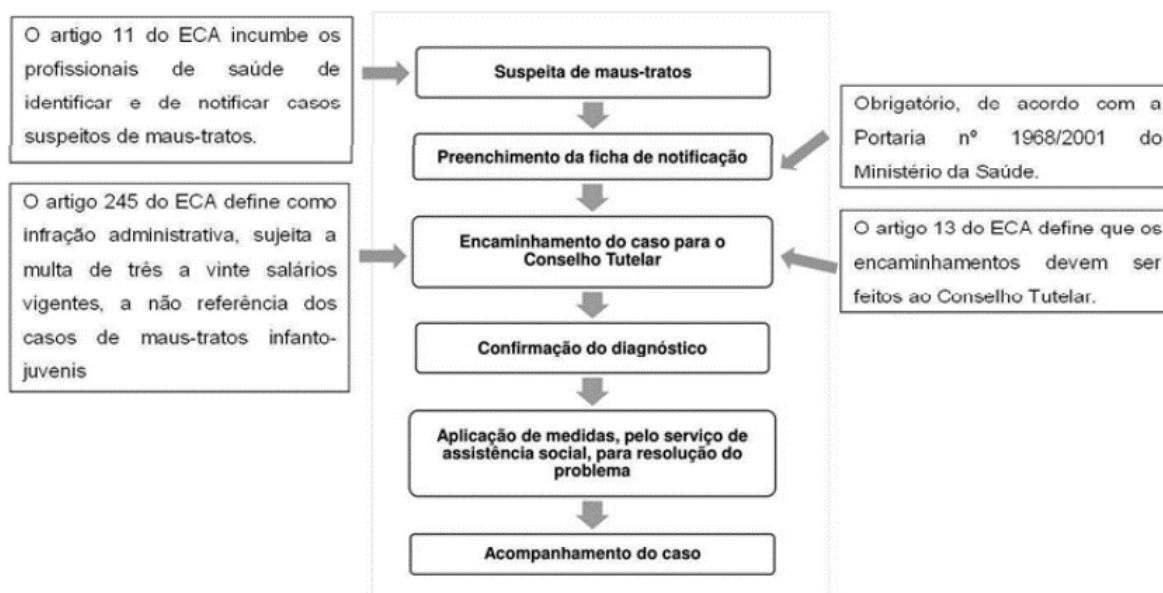 O artigo 11 do ECA incumbe os
profissionais de saúde de
identificar e de notificar casos
suspeitos de maus-tratos.
Suspeita de maus-tratos
Obrigatório, de acordo com a
Portaria nº 1968/2001 do
Ministério da Saúde.
Preenchimento da ficha de notificação
O artigo 245 do ECA define como
infração administrativa, sujeita a
multa de três a vinte salários
vigentes, a não referência dos
casos de maus-tratos infanto-
juvenis
Encaminhamento do caso para o
Conselho Tutelar
O artigo 13 do ECA define que os
encaminhamentos devem ser
feitos ao Conselho Tutelar.
Confirmação do diagnóstico
Aplicação de medidas, pelo serviço de
assistência social, para resolução do
problema
Acompanhamento do caso